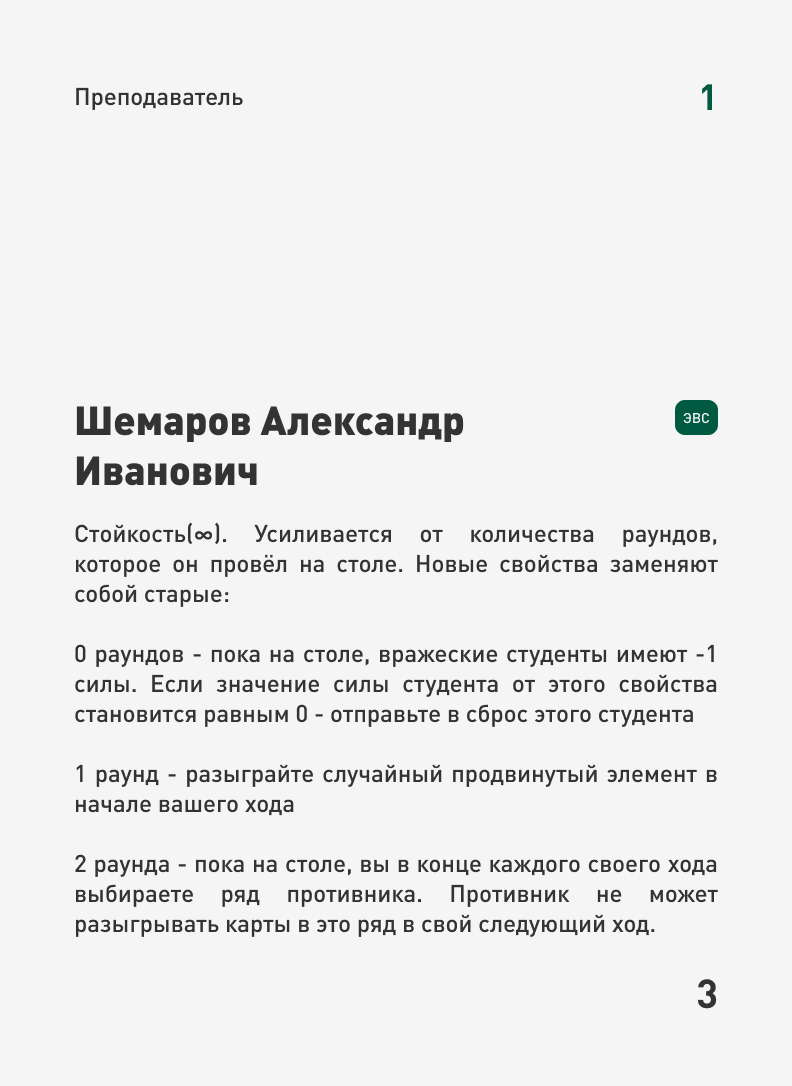 Преподаватель 1
Шемаров Александр
Иванович
эвс
Стойкость(∞). Усиливается от количества раундов,
которое он провёл на столе. Новые свойства заменяют
собой старые:
0 раундов - пока на столе, вражеские студенты имеют -1
силы. Если значение силы студента от этого свойства
становится равным 0 - отправьте в сброс этого студента
1 раунд - разыграйте случайный продвинутый элемент в
начале вашего хода
2 раунда - пока на столе, вы в конце каждого своего хода
выбираете ряд противника. Противник не может
разыгрывать карты в это ряд в свой следующий ход.
3